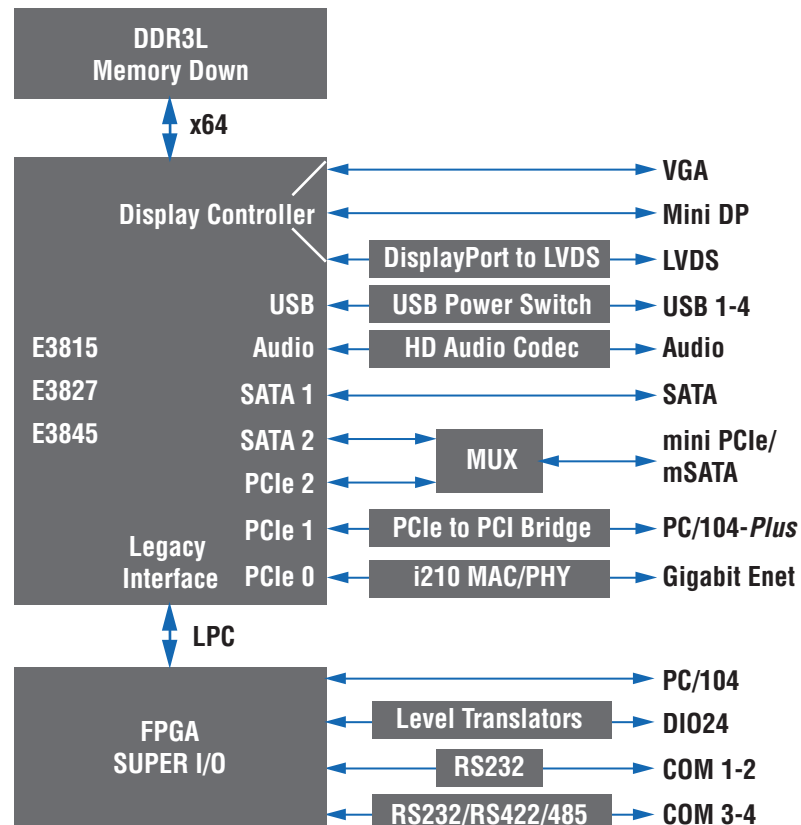 DDR3L
Memory Down
x64
VGA
Display Controller
Mini DP
DisplayPort to LVDS
LVDS
USB
USB Power Switch
USB 1-4
E3815
Audio
HD Audio Codec
Audio
E3827
SATA 1
SATA
E3845
SATA 2
MUX
mini PCIe/
mSATA
PCIe 2
PCIe 1
PCIe to PCI Bridge
PC/104-Plus
Legacy
Interface
PCIe 0
i210 MAC/PHY
Gigabit Enet
LPC
PC/104
FPGA
SUPER I/O
Level Translators
DIO24
RS232
COM 1-2
RS232/RS422/485
COM 3-4